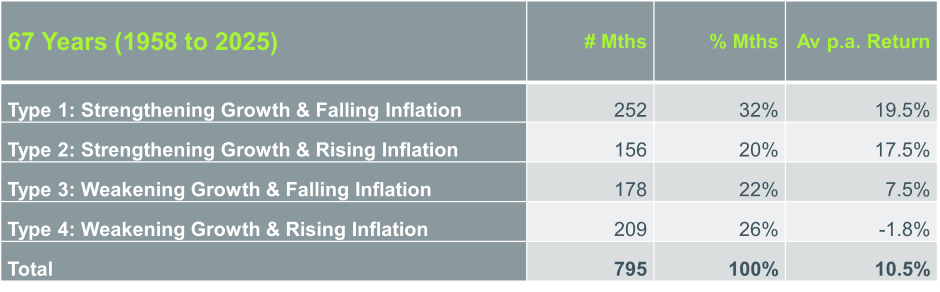 67 Years (1958 to 2025) # Mths % Mths Av p.a. Return
Type 1: Strengthening Growth & Falling Inflation 252 32% 19.5%
Type 2: Strengthening Growth & Rising Inflation 156 20% 17.5%
Type 3: Weakening Growth & Falling Inflation 178 22% 7.5%
Type 4: Weakening Growth & Rising Inflation 209 26% -1.8%
Total 795 100% 10.5%